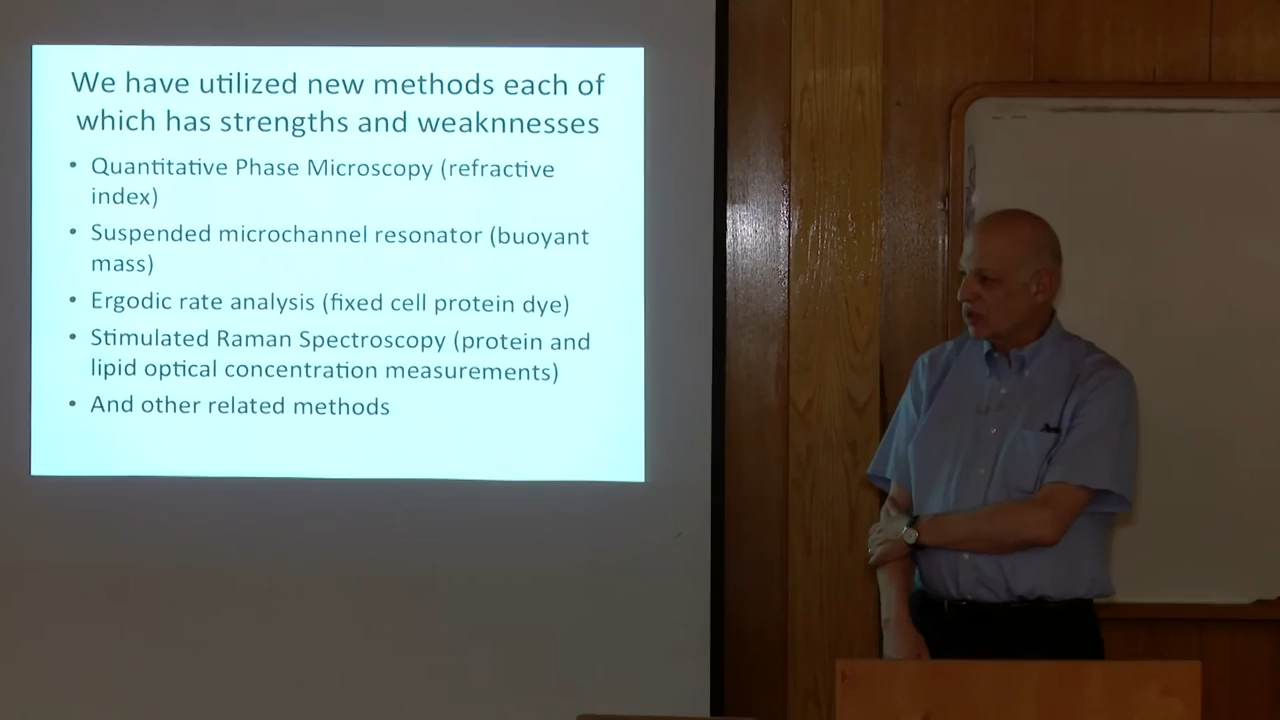 We have utilized new methods each of
which has strengths and weaknnesses
• Quantitative Phase Microscopy (refractive
index)
• Suspended microchannel resonator (buoyant
mass)
• Ergodic rate analysis (fixed cell protein dye)
• Stimulated Raman Spectroscopy (protein and
lipid optical concentration measurements)
• And other related methods